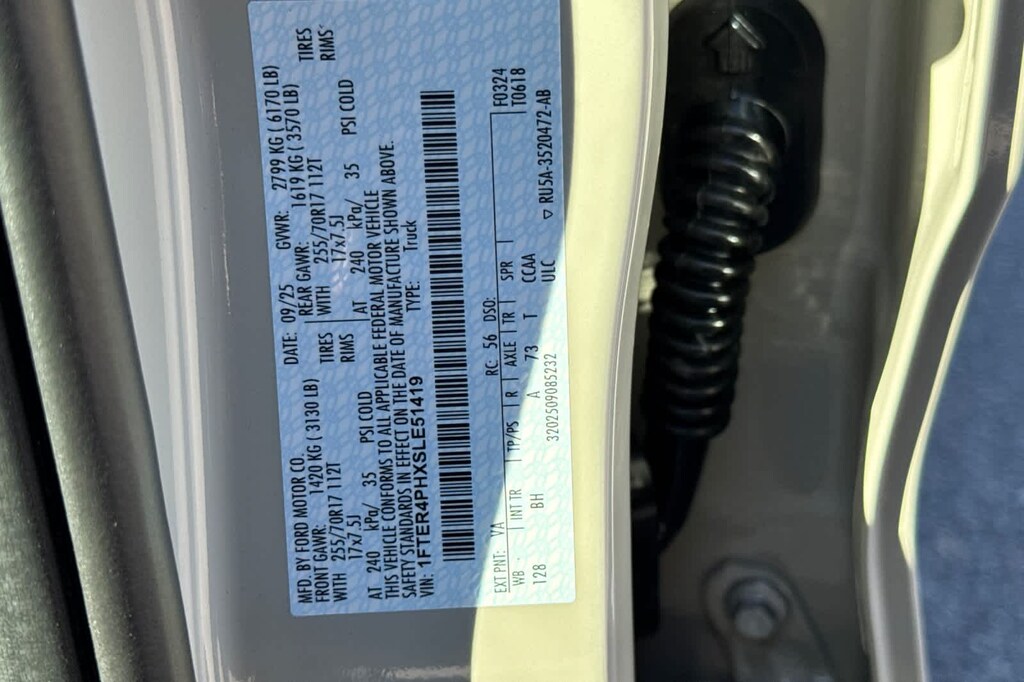 MFD. BY FORD MOTOR CO. DATE: 09/25 GVWR: 2799 KG ( 6170 LB)
FRONT GAWR: 1420 KG ( 3130 LB) REAR GAWR: 1619 KG ( 3570 LB)
WITH 255/70R17 112T TIRES WITH 255/70R17 112T TIRES
17x7.5J RIMS 17x7.5J RIMS
AT 240 kPa/ 35 PSI COLD AT 240 kPa/ 35 PSI COLD
THIS VEHICLE CONFORMS TO ALL APPLICABLE FEDERAL MOTOR VEHICLE
SAFETY STANDARDS IN EFFECT ON THE DATE OF MANUFACTURE SHOWN ABOVE.
VIN: 1FTER4PHXSLE51419 TYPE: Truck
EXT PNT: VA RC: 56 DSO: F0324
WB INT TR TP/PS R AXLE TR SPR T0618
128 BH A 73 T CCAA
3202509085232 ULC ▽ RU5A-3520472-AB